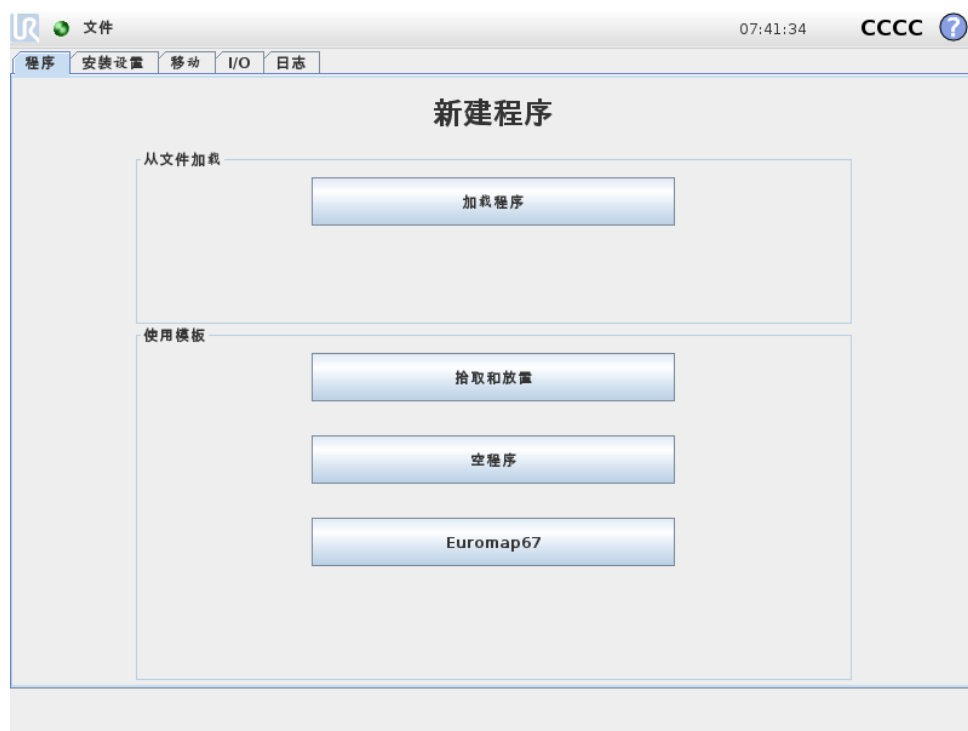 UR 文件 07:41:34 CCCC ?
程序 安装设置 移动 I/O 日志
新建程序
从文件加载
加载程序
使用模板
拾取和放置
空程序
Euromap67